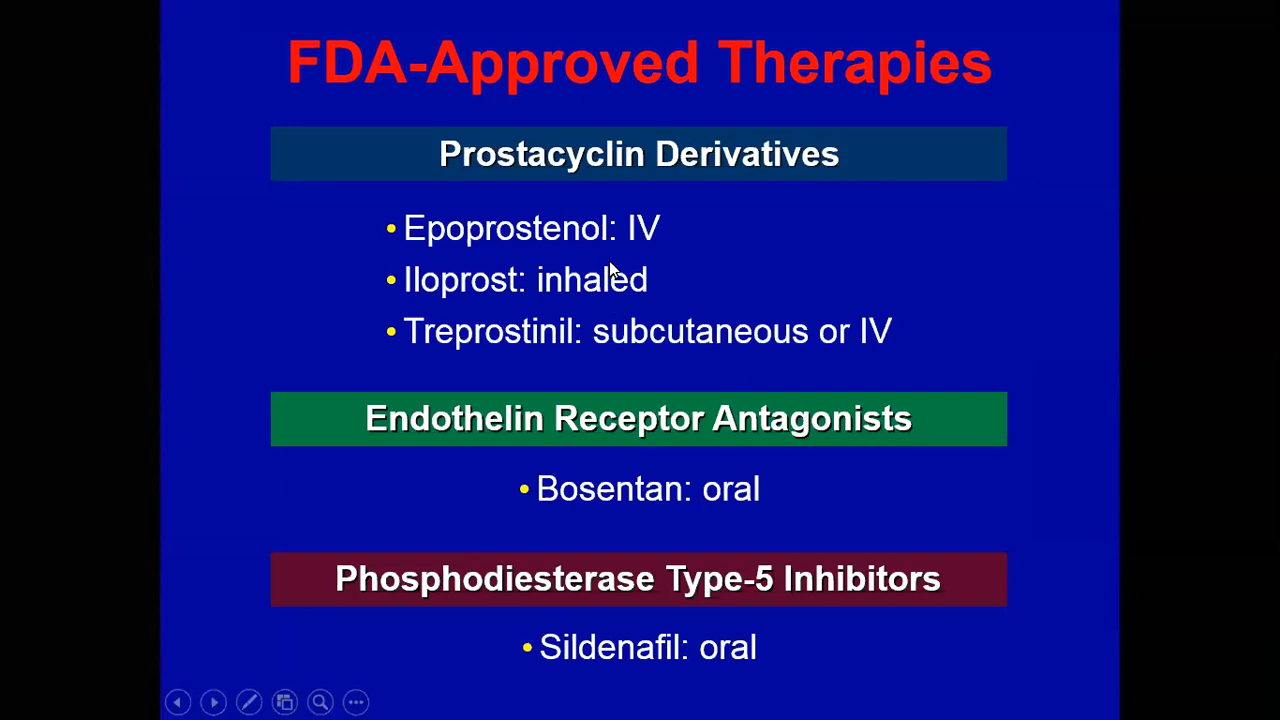 FDA-Approved Therapies
Prostacyclin Derivatives
• Epoprostenol: IV
• Iloprost: inhaled
• Treprostinil: subcutaneous or IV
Endothelin Receptor Antagonists
• Bosentan: oral
Phosphodiesterase Type-5 Inhibitors
• Sildenafil: oral